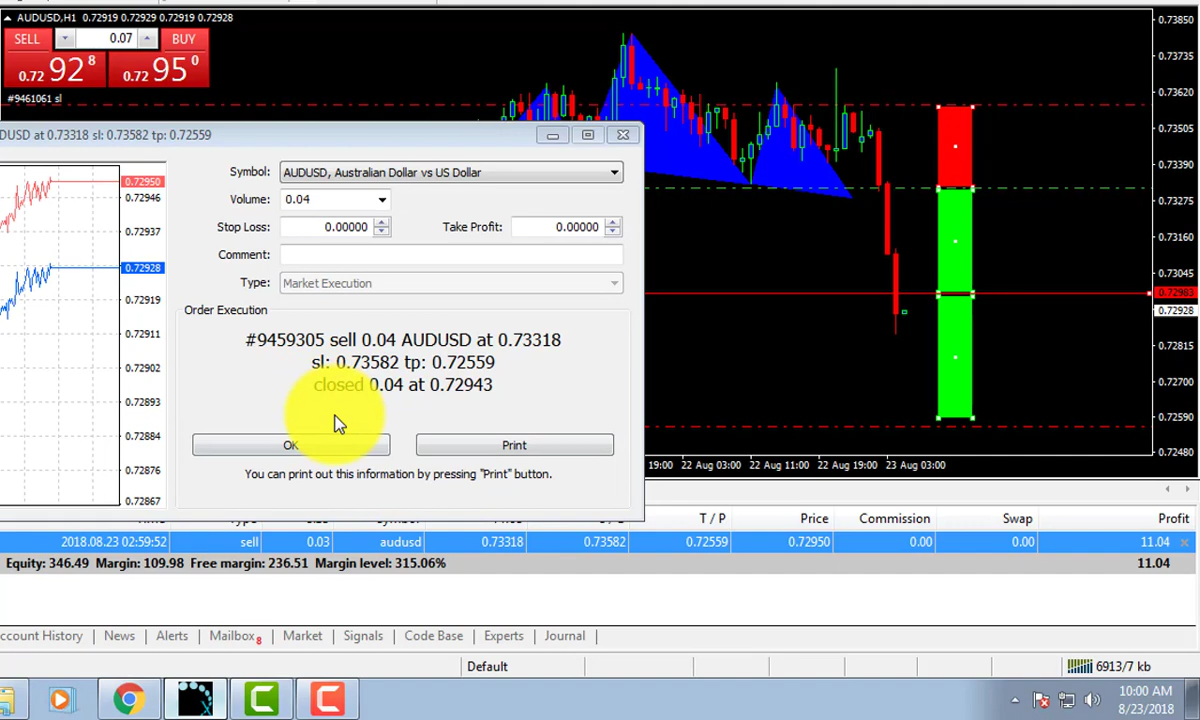 AUDUSD,H1 0.72919 0.72929 0.72919 0.72928
SELL 0.07 BUY
0.72 92 8 0.72 95 0
#9461061 sl
0.73850
0.73735
0.73620
0.73505
0.73390
0.73275
0.73160
0.73045
0.72983
0.72928
0.72815
0.72700
0.72590
0.72480
DUSD at 0.73318 sl: 0.73582 tp: 0.72559
0.72950
0.72946
0.72937
0.72928
0.72919
0.72911
0.72902
0.72893
0.72884
0.72876
0.72867
Symbol: AUDUSD, Australian Dollar vs US Dollar
Volume: 0.04
Stop Loss: 0.00000 Take Profit: 0.00000
Comment:
Type: Market Execution
Order Execution
#9459305 sell 0.04 AUDUSD at 0.73318
sl: 0.73582 tp: 0.72559
closed 0.04 at 0.72943
OK Print
You can print out this information by pressing "Print" button.
19:00 22 Aug 03:00 22 Aug 11:00 22 Aug 19:00 23 Aug 03:00
T / P Price Commission Swap Profit
2018.08.23 02:59:52 sell 0.03 audusd 0.73318 0.73582 0.72559 0.72950 0.00 0.00 11.04
Equity: 346.49 Margin: 109.98 Free margin: 236.51 Margin level: 315.06% 11.04
ccount History News Alerts Mailbox 8 Market Signals Code Base Experts Journal
Default 6913/7 kb
10:00 AM
8/23/2018